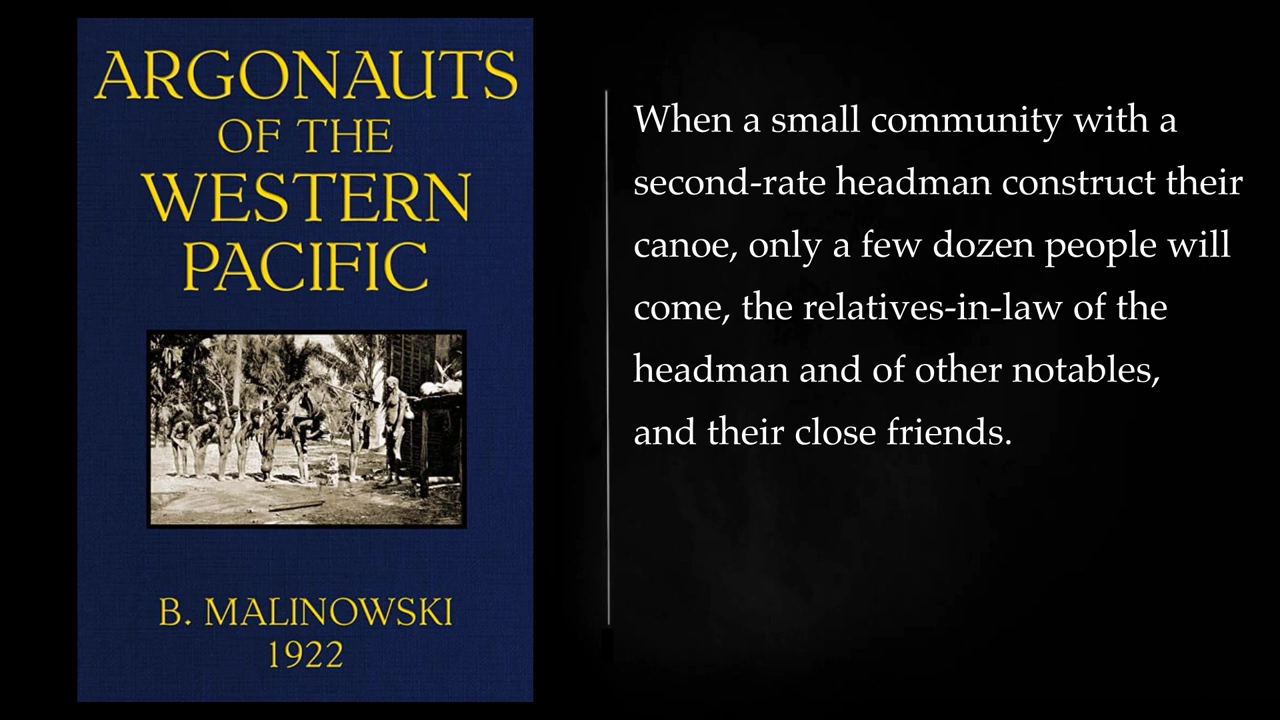 ARGONAUTS
OF THE
WESTERN
PACIFIC
B. MALINOWSKI
1922
When a small community with a
second-rate headman construct their
canoe, only a few dozen people will
come, the relatives-in-law of the
headman and of other notables,
and their close friends.